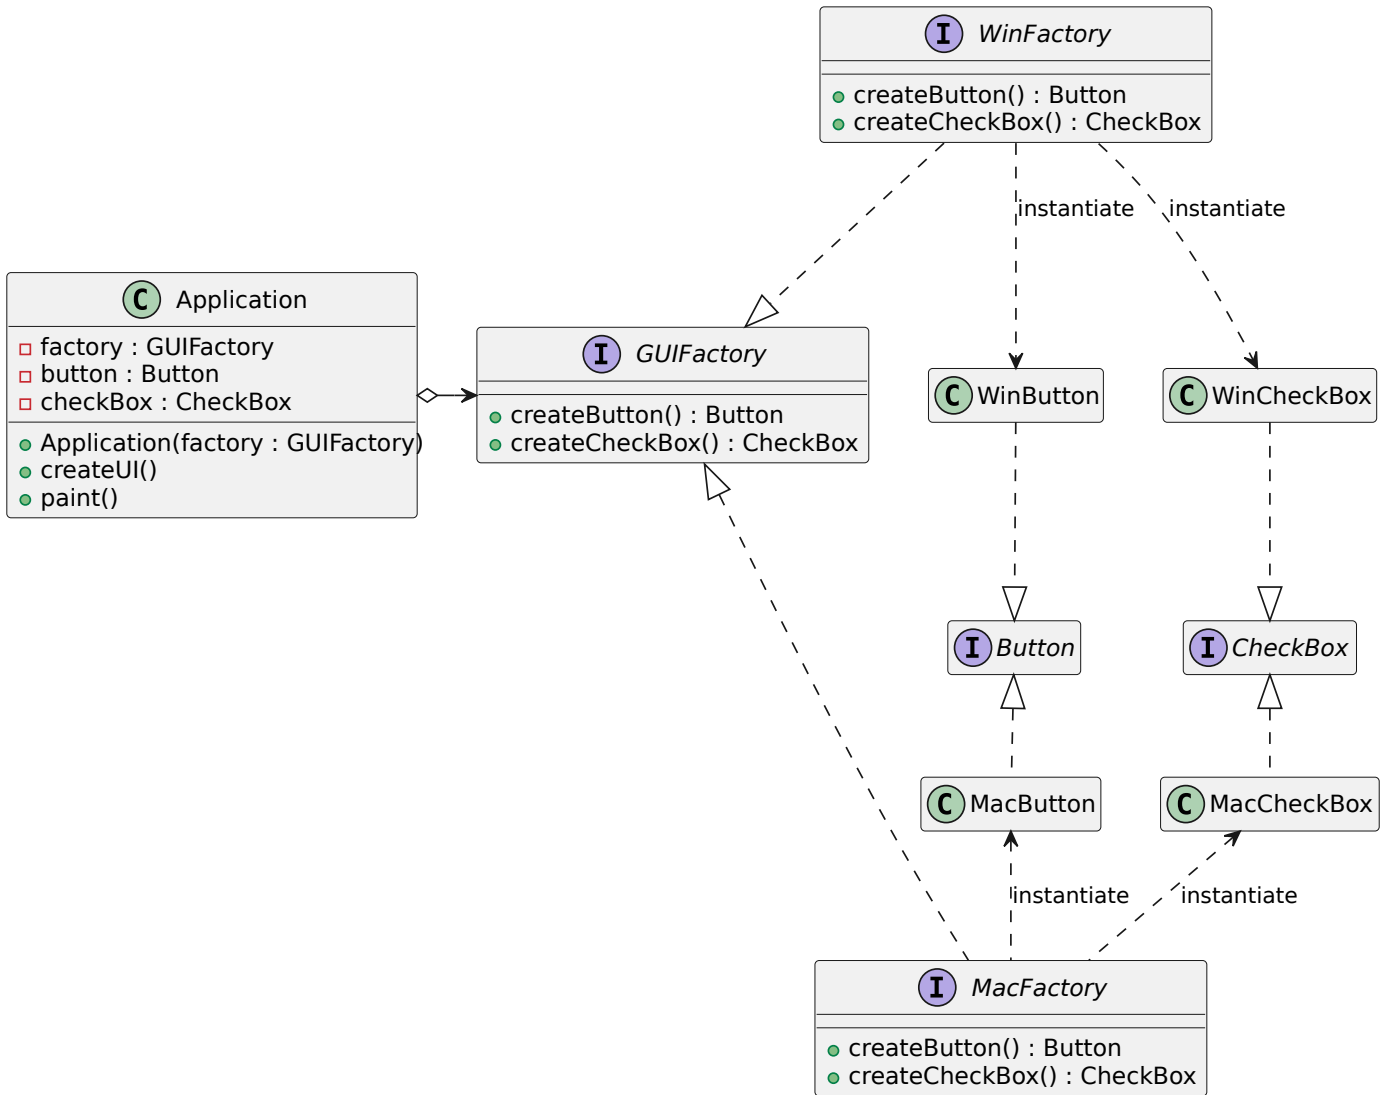 I WinFactory
createButton() : Button
createCheckBox() : CheckBox
instantiate
instantiate
C Application
factory : GUIFactory
button : Button
checkBox : CheckBox
Application(factory : GUIFactory)
createUI()
paint()
I GUIFactory
createButton() : Button
createCheckBox() : CheckBox
C WinButton
C WinCheckBox
I Button
I CheckBox
C MacButton
C MacCheckBox
instantiate
instantiate
I MacFactory
createButton() : Button
createCheckBox() : CheckBox